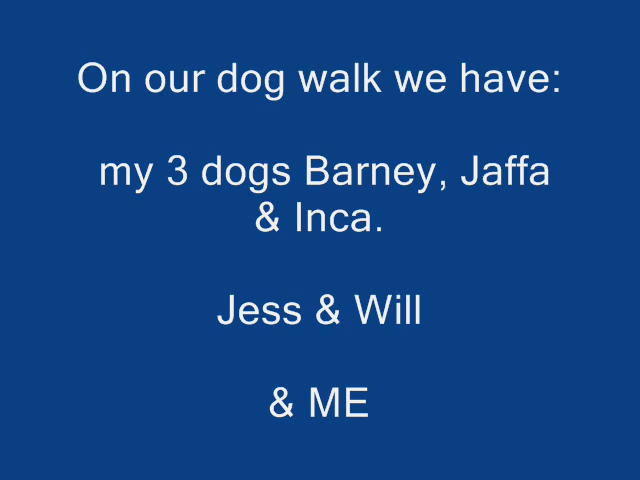 On our dog walk we have:
my 3 dogs Barney, Jaffa
& Inca.
Jess & Will
& ME